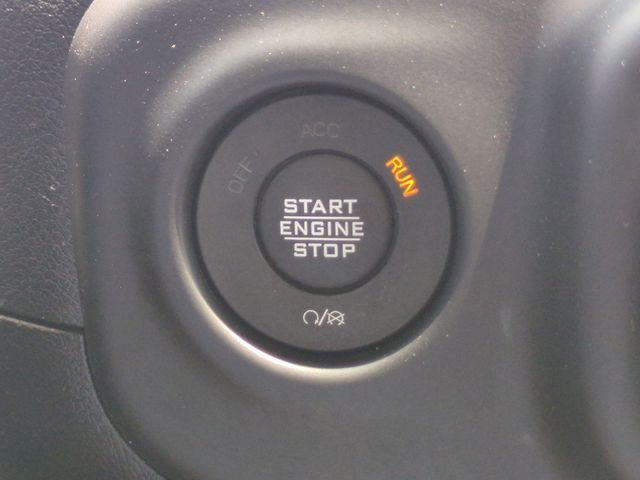 ACC
OFF
RUN
START
ENGINE
STOP